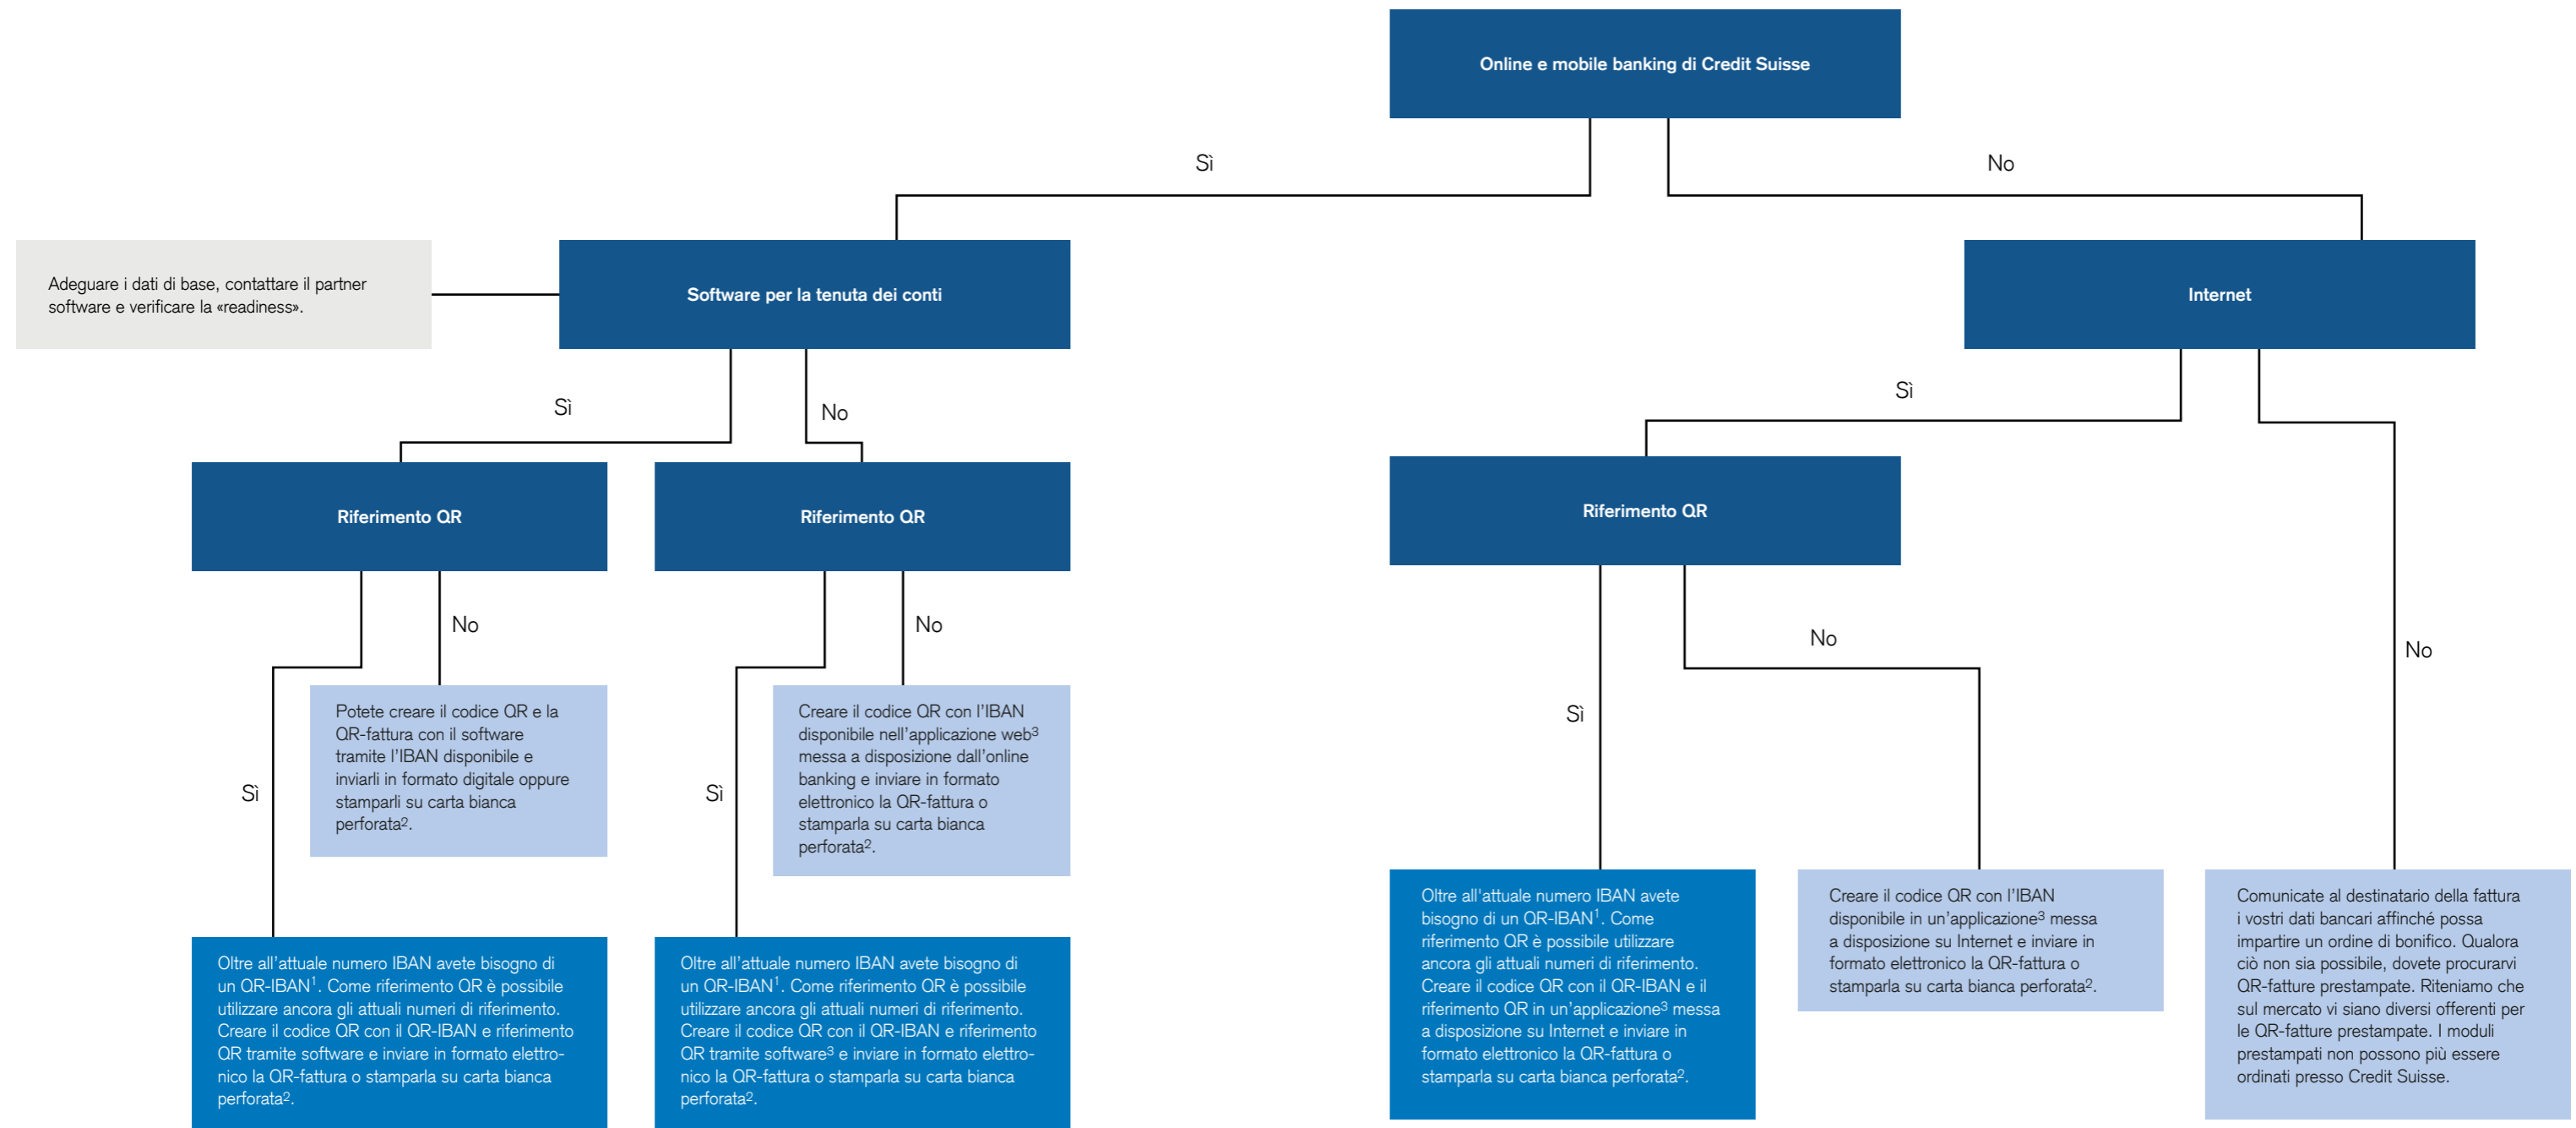 Online e mobile banking di Credit Suisse
Sì
No
Adeguare i dati di base, contattare il partner
software e verificare la «readiness».
Software per la tenuta dei conti
Internet
Sì
No
Sì
No
Riferimento QR
Riferimento QR
Riferimento QR
No
Sì
No
Sì
Sì
No
Potete creare il codice QR e la
QR-fattura con il software
tramite l'IBAN disponibile e
inviarli in formato digitale oppure
stamparli su carta bianca
perforata².
Creare il codice QR con l'IBAN
disponibile nell'applicazione web³
messa a disposizione dall'online
banking e inviare in formato
elettronico la QR-fattura o
stamparla su carta bianca
perforata².
Oltre all'attuale numero IBAN avete bisogno di
un QR-IBAN¹. Come riferimento QR è possibile
utilizzare ancora gli attuali numeri di riferimento.
Creare il codice QR con il QR-IBAN e riferimento
QR tramite software e inviare in formato elettro-
nico la QR-fattura o stamparla su carta bianca
perforata².
Oltre all'attuale numero IBAN avete bisogno di
un QR-IBAN¹. Come riferimento QR è possibile
utilizzare ancora gli attuali numeri di riferimento.
Creare il codice QR con il QR-IBAN e riferimento
QR tramite software³ e inviare in formato elettro-
nico la QR-fattura o stamparla su carta bianca
perforata².
Oltre all'attuale numero IBAN avete
bisogno di un QR-IBAN¹. Come
riferimento QR è possibile utilizzare
ancora gli attuali numeri di riferimento.
Creare il codice QR con il QR-IBAN e il
riferimento QR in un'applicazione³ messa
a disposizione su Internet e inviare in
formato elettronico la QR-fattura o
stamparla su carta bianca perforata².
Creare il codice QR con l'IBAN
disponibile in un'applicazione³ messa
a disposizione su Internet e inviare in
formato elettronico la QR-fattura o
stamparla su carta bianca perforata².
No
Comunicate al destinatario della fattura
i vostri dati bancari affinché possa
impartire un ordine di bonifico. Qualora
ciò non sia possibile, dovete procurarvi
QR-fatture prestampate. Riteniamo che
sul mercato vi siano diversi offerenti per
le QR-fatture prestampate. I moduli
prestampati non possono più essere
ordinati presso Credit Suisse.